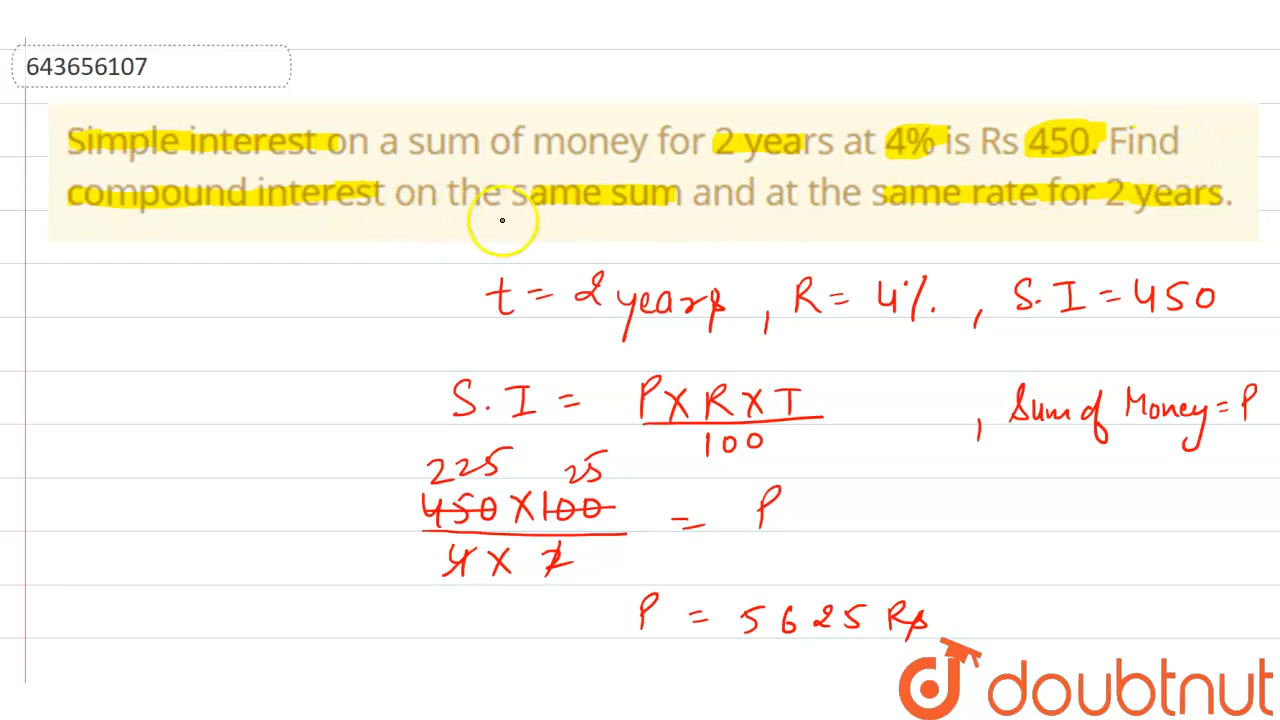 643656107
Simple interest on a sum of money for 2 years at 4% is Rs 450. Find
compound interest on the same sum and at the same rate for 2 years.
t = 2 years, R = 4%, S.I = 450
S.I = P X R X T
100
, Sum of Money = P
225 25
450 X 100 = P
4 X 2
P = 5625 Rs
doubtnut